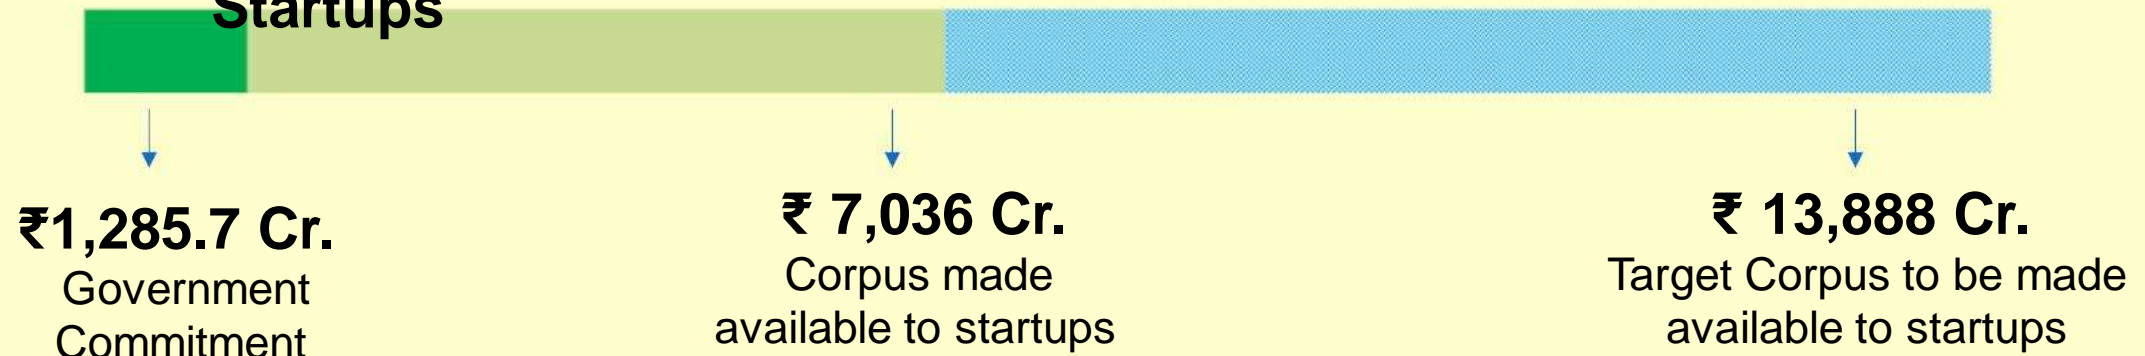 Startups
₹1,285.7 Cr.
Government
Commitment
₹ 7,036 Cr.
Corpus made
available to startups
₹ 13,888 Cr.
Target Corpus to be made
available to startups